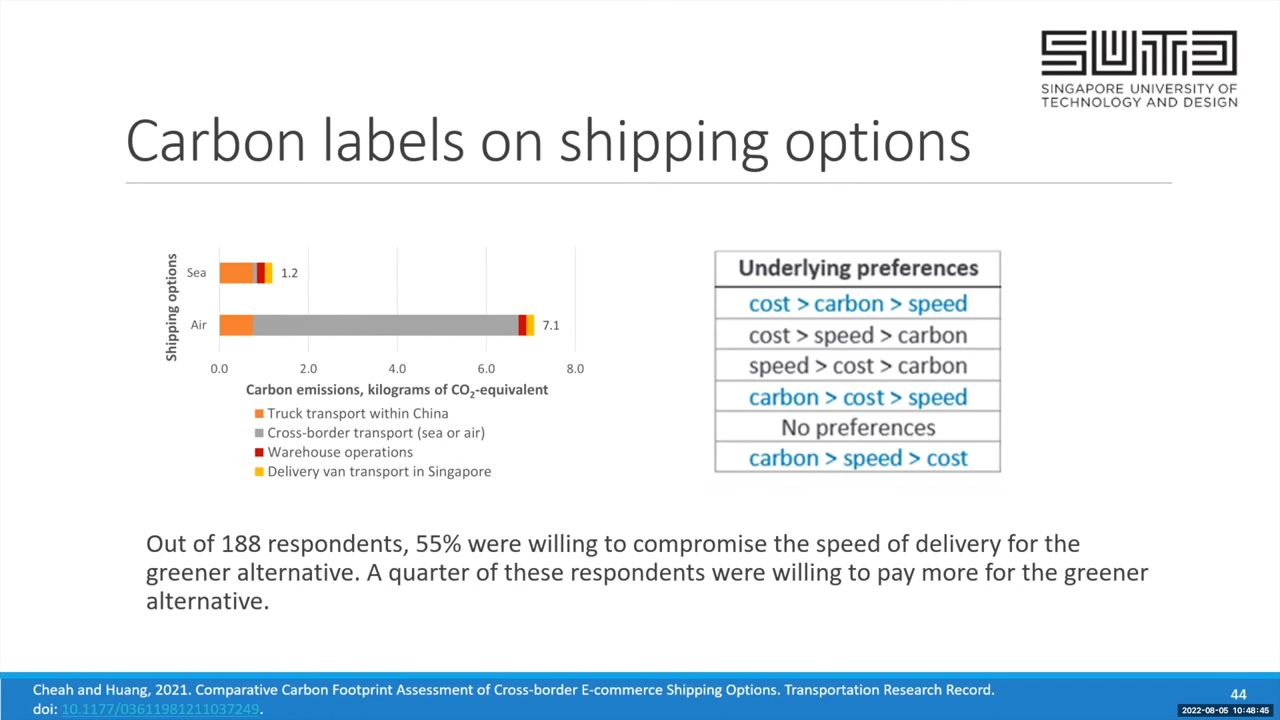 SUTD
SINGAPORE UNIVERSITY OF
TECHNOLOGY AND DESIGN
Carbon labels on shipping options
Shipping options
Sea
1.2
Air
7.1
0.0 2.0 4.0 6.0 8.0
Carbon emissions, kilograms of CO₂-equivalent
Truck transport within China
Cross-border transport (sea or air)
Warehouse operations
Delivery van transport in Singapore
Underlying preferences
cost > carbon > speed
cost > speed > carbon
speed > cost > carbon
carbon > cost > speed
No preferences
carbon > speed > cost
Out of 188 respondents, 55% were willing to compromise the speed of delivery for the
greener alternative. A quarter of these respondents were willing to pay more for the greener
alternative.
Cheah and Huang, 2021. Comparative Carbon Footprint Assessment of Cross-border E-commerce Shipping Options. Transportation Research Record.
doi: 10.1177/03611981211037249.
44
2022-08-05 10:48:45